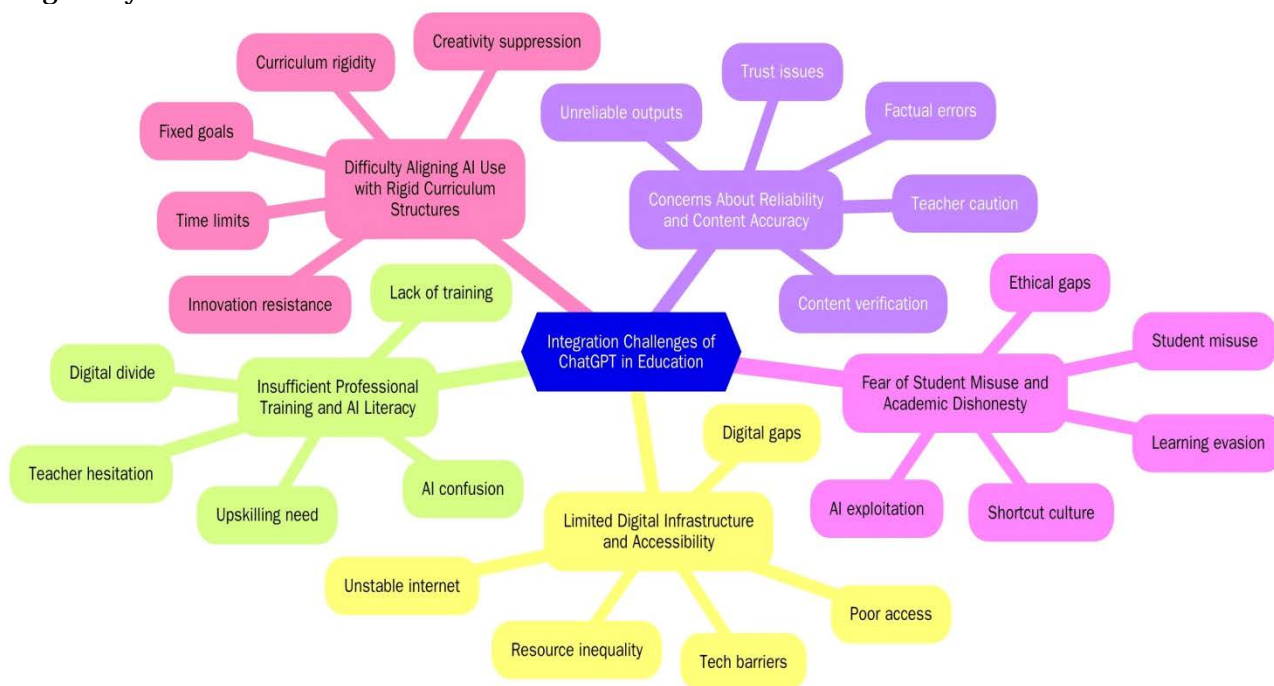 Creativity suppression
Curriculum rigidity
Fixed goals
Difficulty Aligning AI Use
with Rigid Curriculum
Structures
Time limits
Innovation resistance
Trust issues
Unreliable outputs
Factual errors
Concerns About Reliability
and Content Accuracy
Teacher caution
Content verification
Integration Challenges of
ChatGPT in Education
Lack of training
Digital divide
Insufficient Professional
Training and AI Literacy
Teacher hesitation
Upskilling need
AI confusion
Ethical gaps
Student misuse
Fear of Student Misuse and
Academic Dishonesty
Learning evasion
AI exploitation
Shortcut culture
Digital gaps
Limited Digital Infrastructure
and Accessibility
Unstable internet
Resource inequality
Tech barriers
Poor access